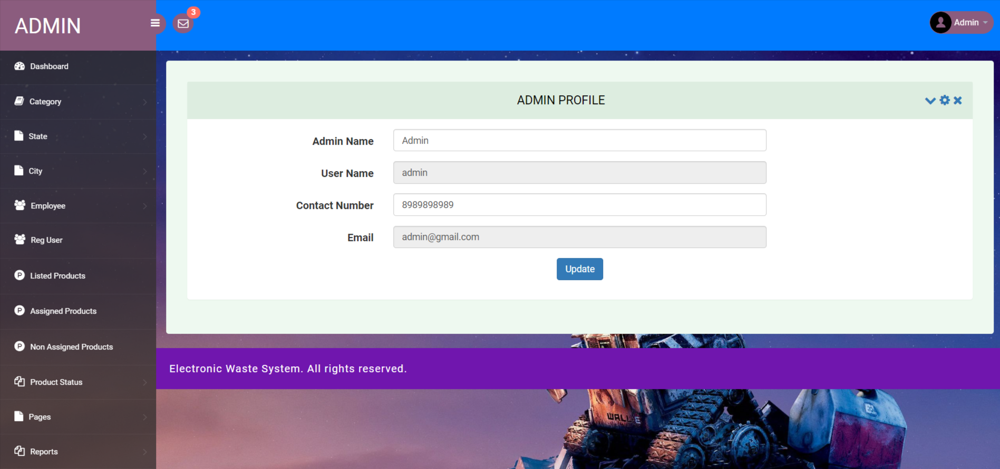 ADMIN
3
Admin
Dashboard
Category
State
City
Employee
Reg User
Listed Products
Assigned Products
Non Assigned Products
Product Status
Pages
Reports
ADMIN PROFILE
Admin Name
Admin
User Name
admin
Contact Number
8989898989
Email
admin@gmail.com
Update
Electronic Waste System. All rights reserved.
WALL E